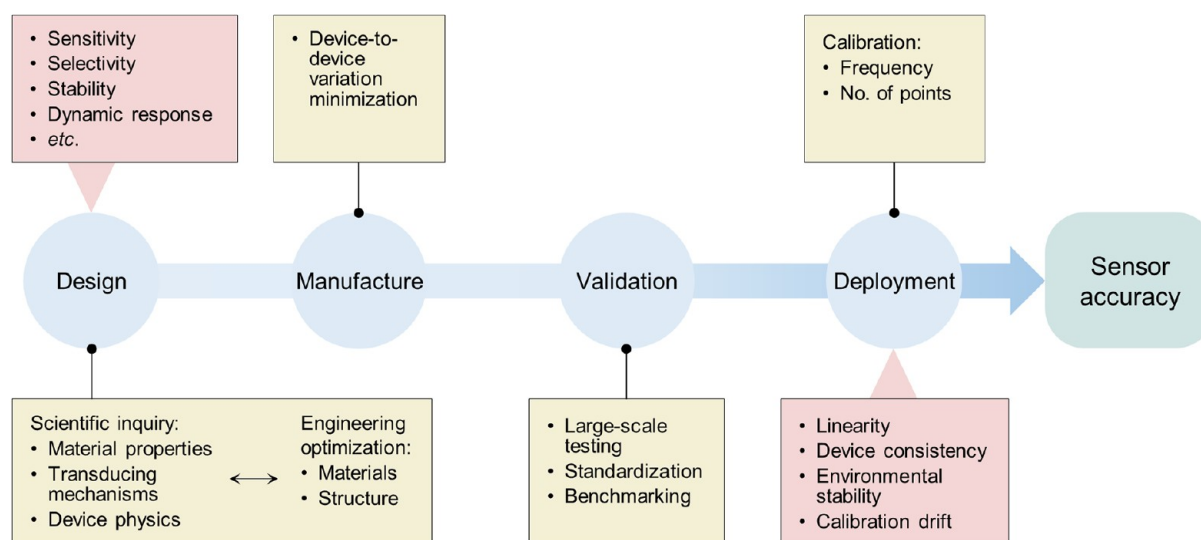 • Sensitivity
• Selectivity
• Stability
• Dynamic response
• etc.
• Device-to-
device
variation
minimization
Calibration:
• Frequency
• No. of points
Design
Manufacture
Validation
Deployment
Sensor
accuracy
Scientific inquiry:
• Material properties
• Transducing
mechanisms
• Device physics
Engineering
optimization:
• Materials
• Structure
• Large-scale
testing
• Standardization
• Benchmarking
• Linearity
• Device consistency
• Environmental
stability
• Calibration drift